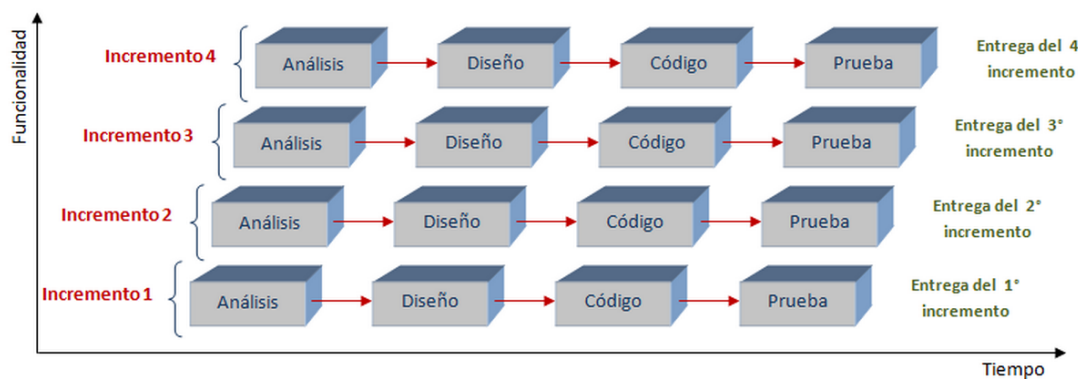 Funcionalidad
Incremento 4
Análisis
Diseño
Código
Prueba
Entrega del 4
incremento
Incremento 3
Análisis
Diseño
Código
Prueba
Entrega del 3°
incremento
Incremento 2
Análisis
Diseño
Código
Prueba
Entrega del 2°
incremento
Incremento 1
Análisis
Diseño
Código
Prueba
Entrega del 1°
incremento
Tiempo